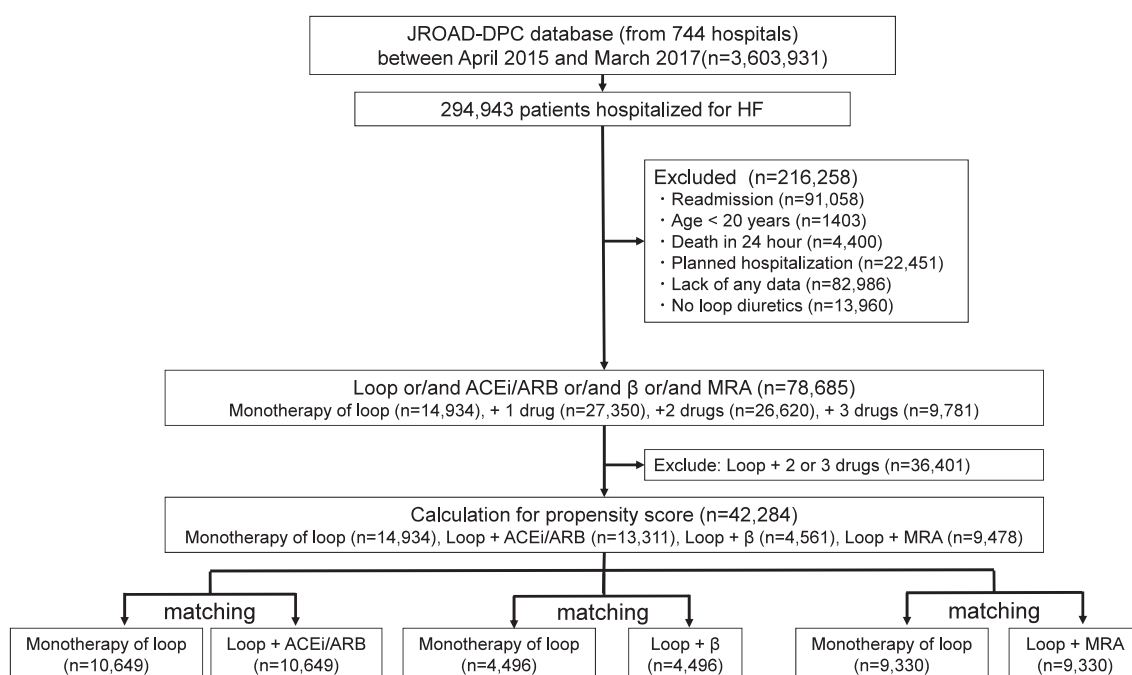 JROAD-DPC database (from 744 hospitals)
between April 2015 and March 2017(n=3,603,931)
294,943 patients hospitalized for HF
Excluded (n=216,258)
・Readmission (n=91,058)
・Age < 20 years (n=1403)
・Death in 24 hour (n=4,400)
・Planned hospitalization (n=22,451)
・Lack of any data (n=82,986)
・No loop diuretics (n=13,960)
Loop or/and ACEi/ARB or/and β or/and MRA (n=78,685)
Monotherapy of loop (n=14,934), + 1 drug (n=27,350), +2 drugs (n=26,620), + 3 drugs (n=9,781)
Exclude: Loop + 2 or 3 drugs (n=36,401)
Calculation for propensity score (n=42,284)
Monotherapy of loop (n=14,934), Loop + ACEi/ARB (n=13,311), Loop + β (n=4,561), Loop + MRA (n=9,478)
matching
Monotherapy of loop
(n=10,649)
Loop + ACEi/ARB
(n=10,649)
matching
Monotherapy of loop
(n=4,496)
Loop + β
(n=4,496)
matching
Monotherapy of loop
(n=9,330)
Loop + MRA
(n=9,330)